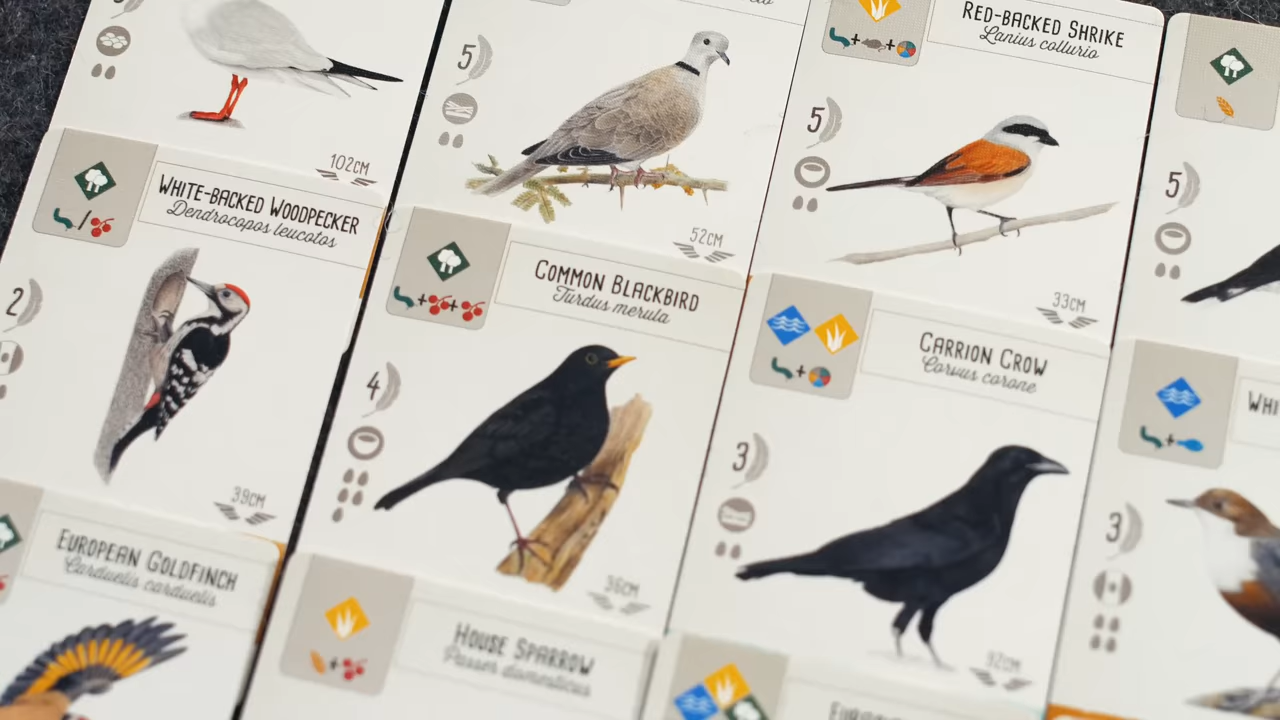 102CM
5
52CM
RED-BACKED SHRIKE
Lanius collurio
5
33CM
5
WHITE-BACKED WOODPECKER
Dendrocopos leucotos
2
39CM
COMMON BLACKBIRD
Turdus merula
4
36CM
CARRION CROW
Corvus corone
3
92CM
WHI
3
EUROPEAN GOLDFINCH
Carduelis carduelis
HOUSE SPARROW
Passer domesticus